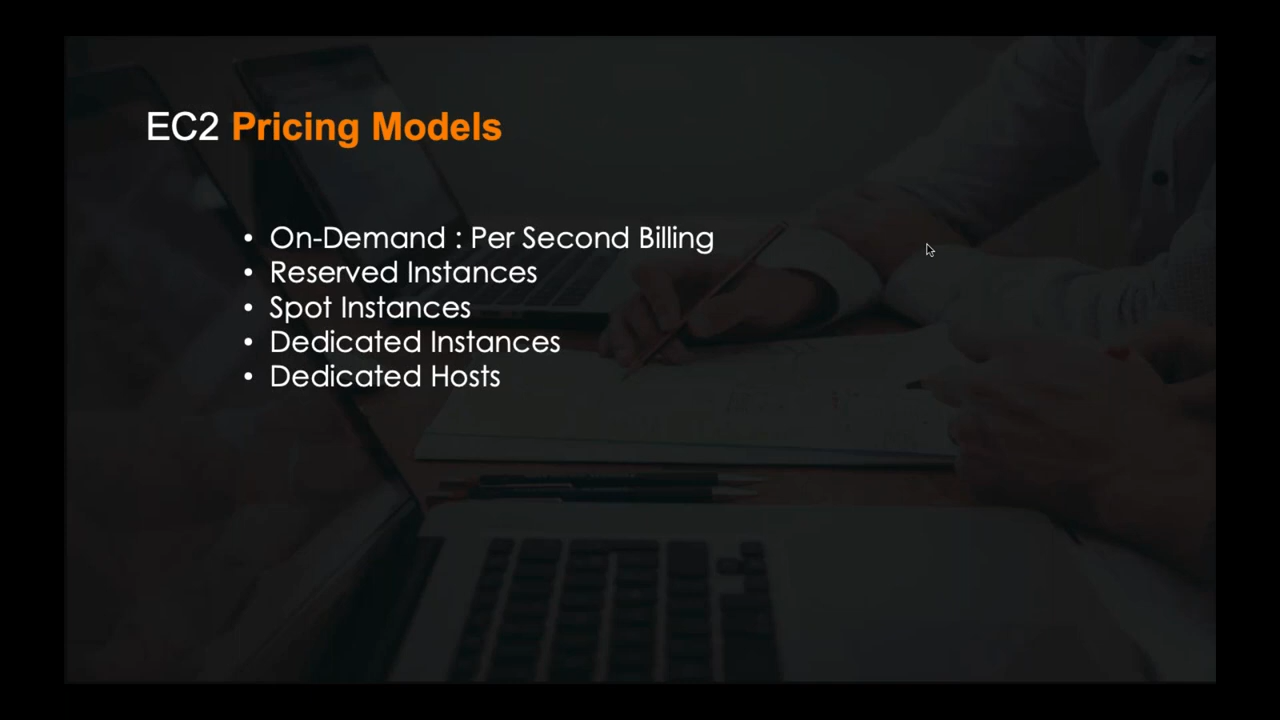 EC2 Pricing Models
• On-Demand : Per Second Billing
• Reserved Instances
• Spot Instances
• Dedicated Instances
• Dedicated Hosts